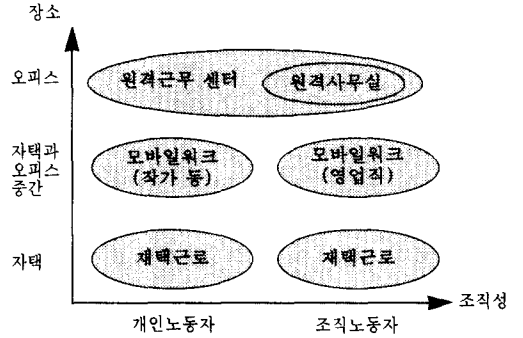 장소
오피스
원격근무 센터
원격사무실
자택과
오피스
중간
모바일워크
(작가 등)
모바일워크
(영업직)
자택
재택근로
재택근로
조직성
개인노동자
조직노동자